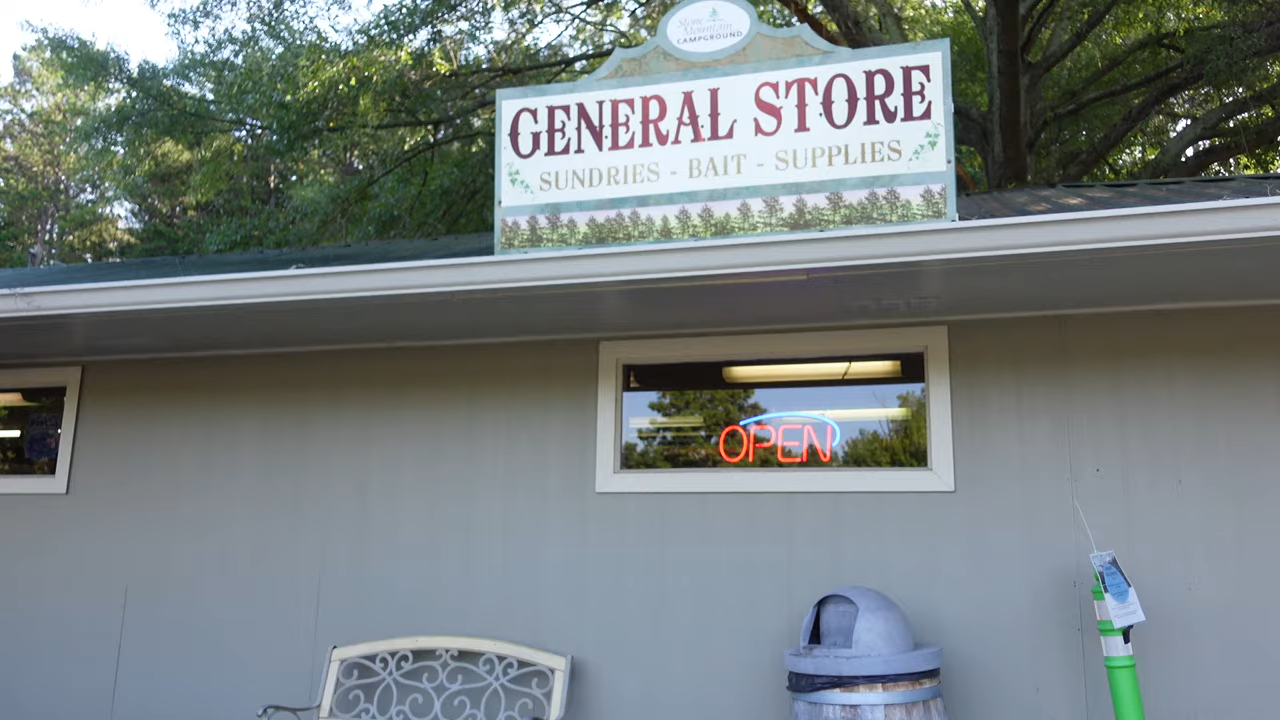 Stone
Mountain
CAMPGROUND
GENERAL STORE
SUNDRIES - BAIT - SUPPLIES
OPEN